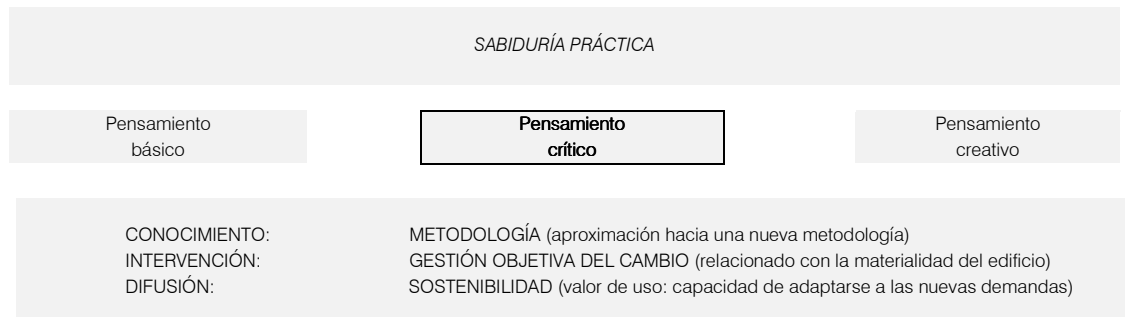 SABIDURÍA PRÁCTICA
Pensamiento
básico
Pensamiento
crítico
Pensamiento
creativo
CONOCIMIENTO: METODOLOGÍA (aproximación hacia una nueva metodología)
INTERVENCIÓN: GESTIÓN OBJETIVA DEL CAMBIO (relacionado con la materialidad del edificio)
DIFUSIÓN: SOSTENIBILIDAD (valor de uso: capacidad de adaptarse a las nuevas demandas)